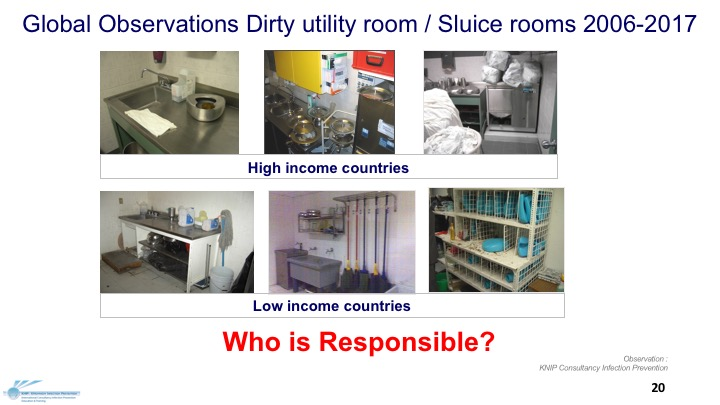 Global Observations Dirty utility room / Sluice rooms 2006-2017
High income countries
Low income countries
Who is Responsible?
Observation :
KNIP Consultancy Infection Prevention
20